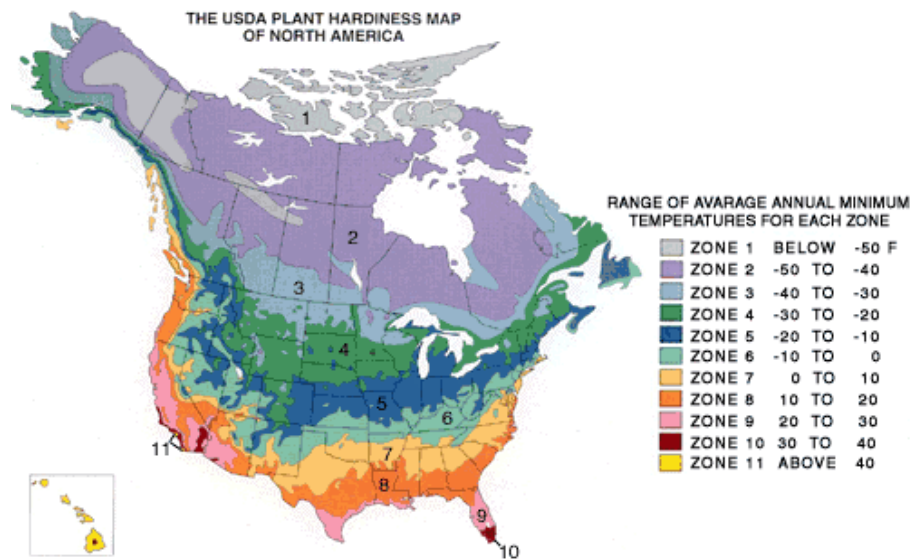 THE USDA PLANT HARDINESS MAP
OF NORTH AMERICA
1
2
3
4
5
6
7
8
9
10
11
RANGE OF AVARAGE ANNUAL MINIMUM
TEMPERATURES FOR EACH ZONE
ZONE 1 BELOW -50 F
ZONE 2 -50 TO -40
ZONE 3 -40 TO -30
ZONE 4 -30 TO -20
ZONE 5 -20 TO -10
ZONE 6 -10 TO 0
ZONE 7 0 TO 10
ZONE 8 10 TO 20
ZONE 9 20 TO 30
ZONE 10 30 TO 40
ZONE 11 ABOVE 40